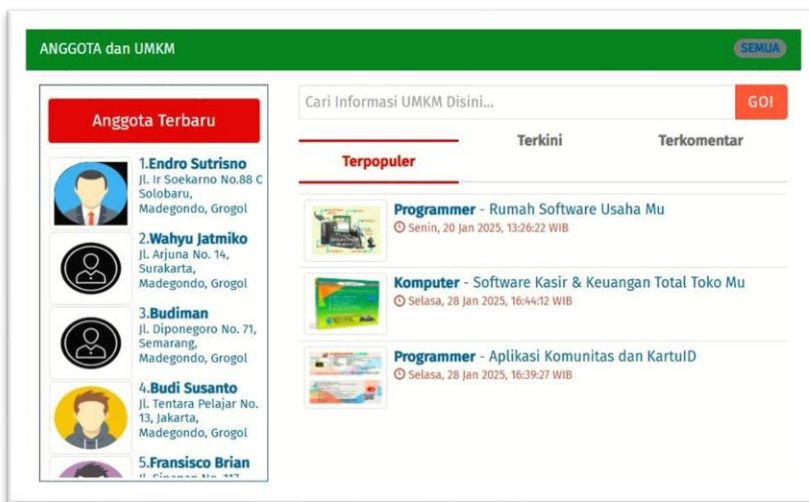 ANGGOTA dan UMKM
SEMUA
Anggota Terbaru
1.Endro Sutrisno
Jl. Ir Soekarno No.88 C
Solobaru,
Madegondo, Grogol
2.Wahyu Jatmiko
Jl. Arjuna No. 14,
Surakarta,
Madegondo, Grogol
3.Budiman
Jl. Diponegoro No. 71,
Semarang,
Madegondo, Grogol
4.Budi Susanto
Jl. Tentara Pelajar No.
13, Jakarta,
Madegondo, Grogol
5.Fransisco Brian
Cari Informasi UMKM Disini...
GO!
Terpopuler
Terkini
Terkomentar
Programmer - Rumah Software Usaha Mu
Senin, 20 Jan 2025, 13:26:22 WIB
Komputer - Software Kasir & Keuangan Total Toko Mu
Selasa, 28 Jan 2025, 16:44:12 WIB
Programmer - Aplikasi Komunitas dan KartuID
Selasa, 28 Jan 2025, 16:39:27 WIB